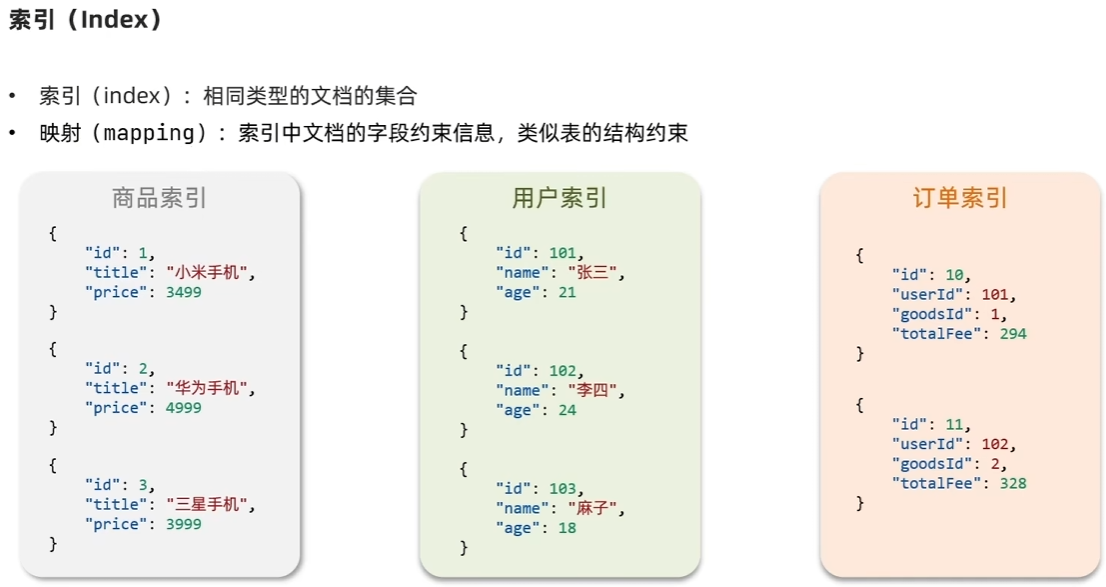 索引（Index）
• 索引（index）：相同类型的文档的集合
• 映射（mapping）：索引中文档的字段约束信息，类似表的结构约束
商品索引
{
"id": 1,
"title": "小米手机",
"price": 3499
}
{
"id": 2,
"title": "华为手机",
"price": 4999
}
{
"id": 3,
"title": "三星手机",
"price": 3999
}
用户索引
{
"id": 101,
"name": "张三",
"age": 21
}
{
"id": 102,
"name": "李四",
"age": 24
}
{
"id": 103,
"name": "麻子",
"age": 18
}
订单索引
{
"id": 10,
"userId": 101,
"goodsId": 1,
"totalFee": 294
}
{
"id": 11,
"userId": 102,
"goodsId": 2,
"totalFee": 328
}